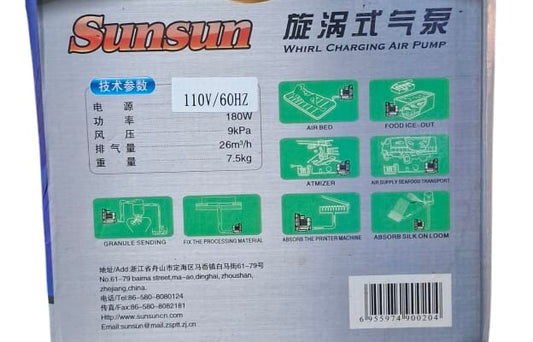 Sunsun
旋涡式气泵
WHIRL CHARGING AIR PUMP
技术参数
电源 110V/60HZ
功率 180W
风压 9kPa
排气量 26m³/h
重量 7.5kg
AIR BED
FOOD ICE-OUT
ATMIZER
AIR SUPPLY SEAFOOD TRANSPORT
GRANULE SENDING
FIX THE PROCESSING MATERIAL
ABSORB THE PRINTER MACHINE
ABSORB SILK ON LOOM
地址/Add:浙江省舟山市定海区马岙镇白马街61-79号
No.61-79 baima street,ma-ao,dinghai,zhoushan,
zhejiang,china.
电话/Tel:86-580-8080124
传真/Fax:86-580-8082181
Http://www.sunsuncn.com
Email:sunsun@mail.zsptt.zj.cn
6 955974 900204